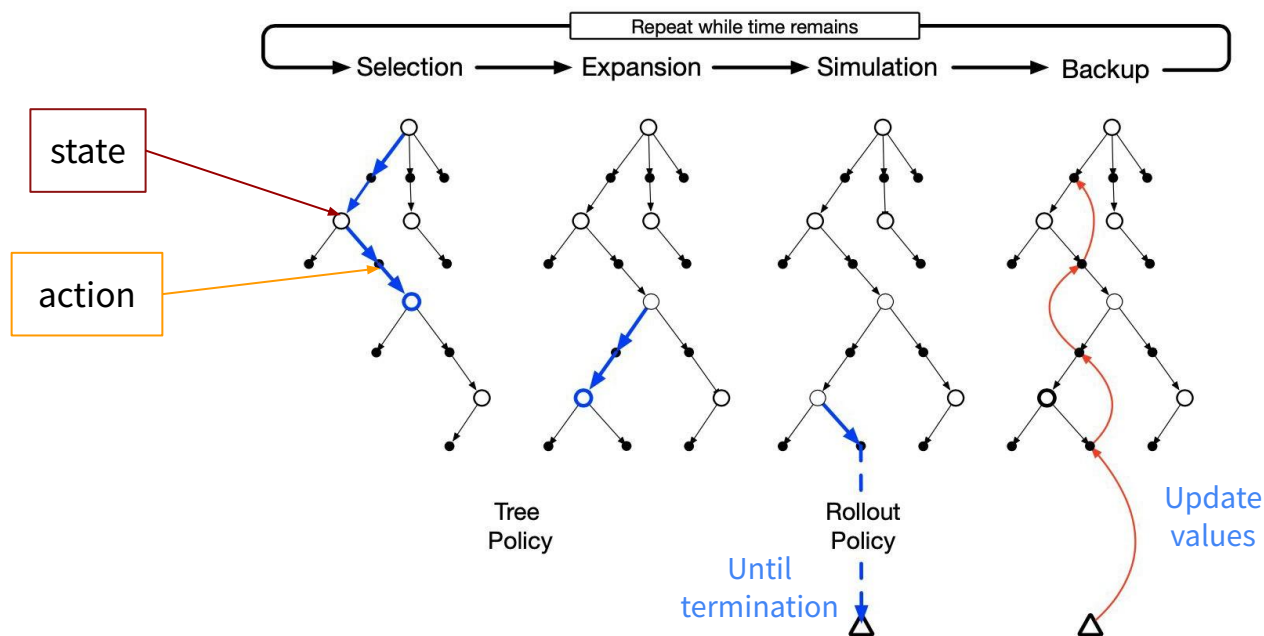 Repeat while time remains
Selection
Expansion
Simulation
Backup
state
action
Tree
Policy
Rollout
Policy
Until
termination
Update
values